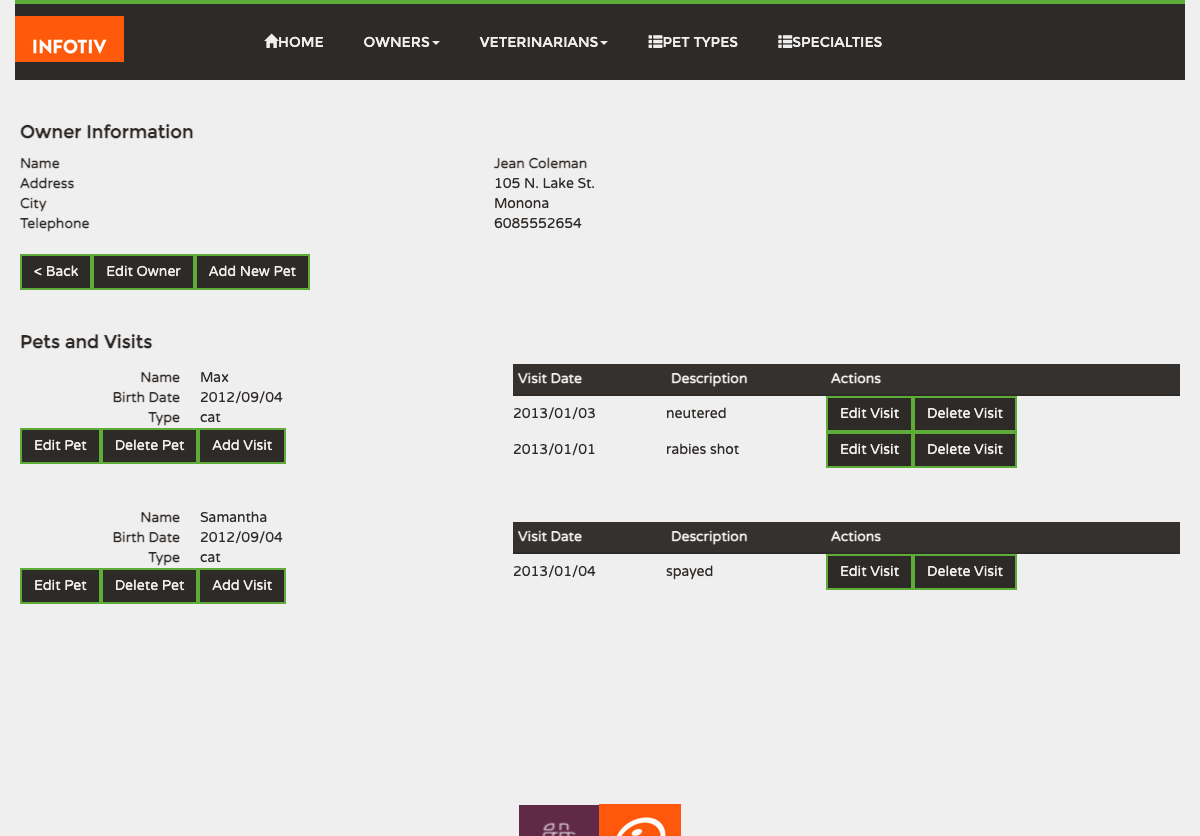 INFOTIV
HOME OWNERS VETERINARIANS PET TYPES SPECIALTIES
Owner Information
Name Jean Coleman
Address 105 N. Lake St.
City Monona
Telephone 6085552654
< Back Edit Owner Add New Pet
Pets and Visits
Name Max
Birth Date 2012/09/04
Type cat
Edit Pet Delete Pet Add Visit
Visit Date Description Actions
2013/01/03 neutered Edit Visit Delete Visit
2013/01/01 rabies shot Edit Visit Delete Visit
Name Samantha
Birth Date 2012/09/04
Type cat
Edit Pet Delete Pet Add Visit
Visit Date Description Actions
2013/01/04 spayed Edit Visit Delete Visit